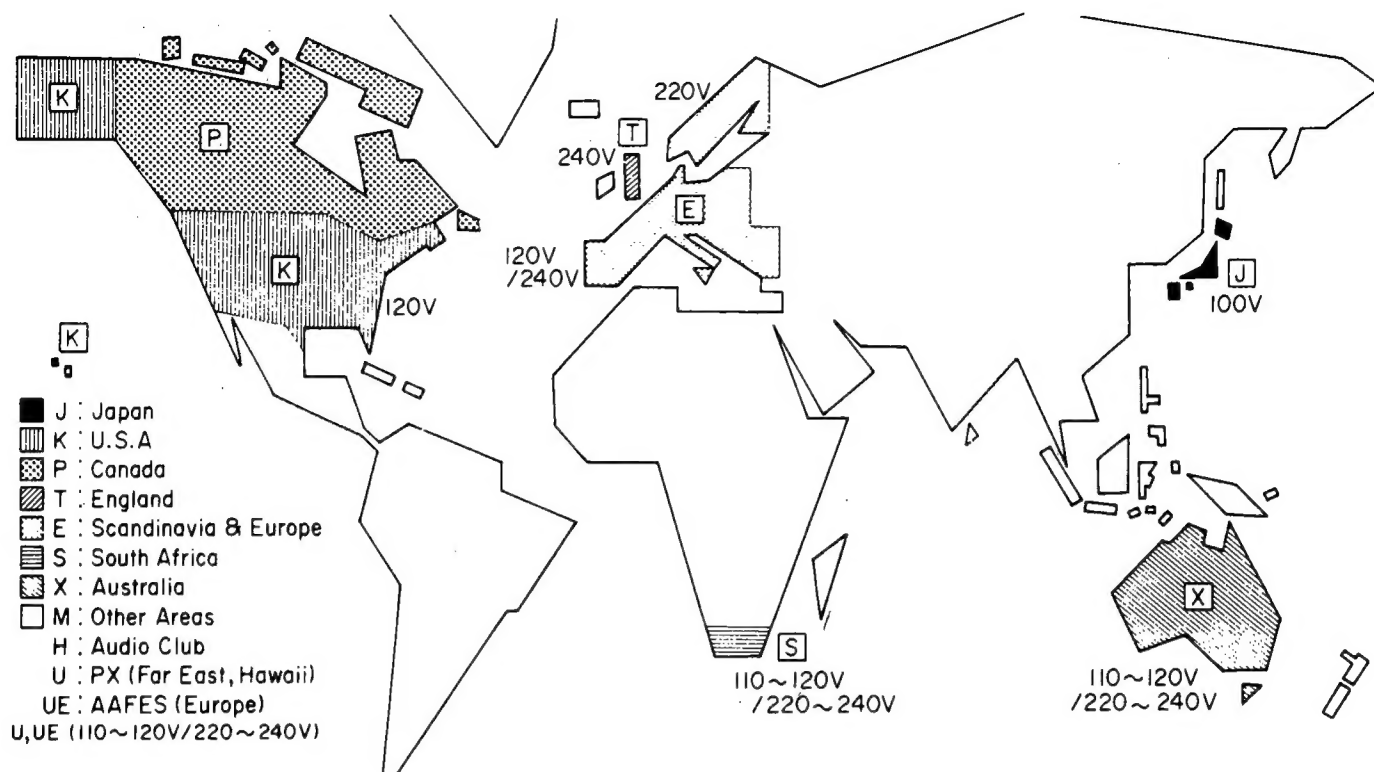 K
P
T
220V
240V
E
K
120V
/240V
120V
J
100V
K
J : Japan
K : U.S.A
P : Canada
T : England
E : Scandinavia & Europe
S : South Africa
X : Australia
M : Other Areas
H : Audio Club
U : PX (Far East, Hawaii)
UE : AAFES (Europe)
U,UE (110~120V/220~240V)
X
S
110~120V
/220~240V
110~120V
/220~240V